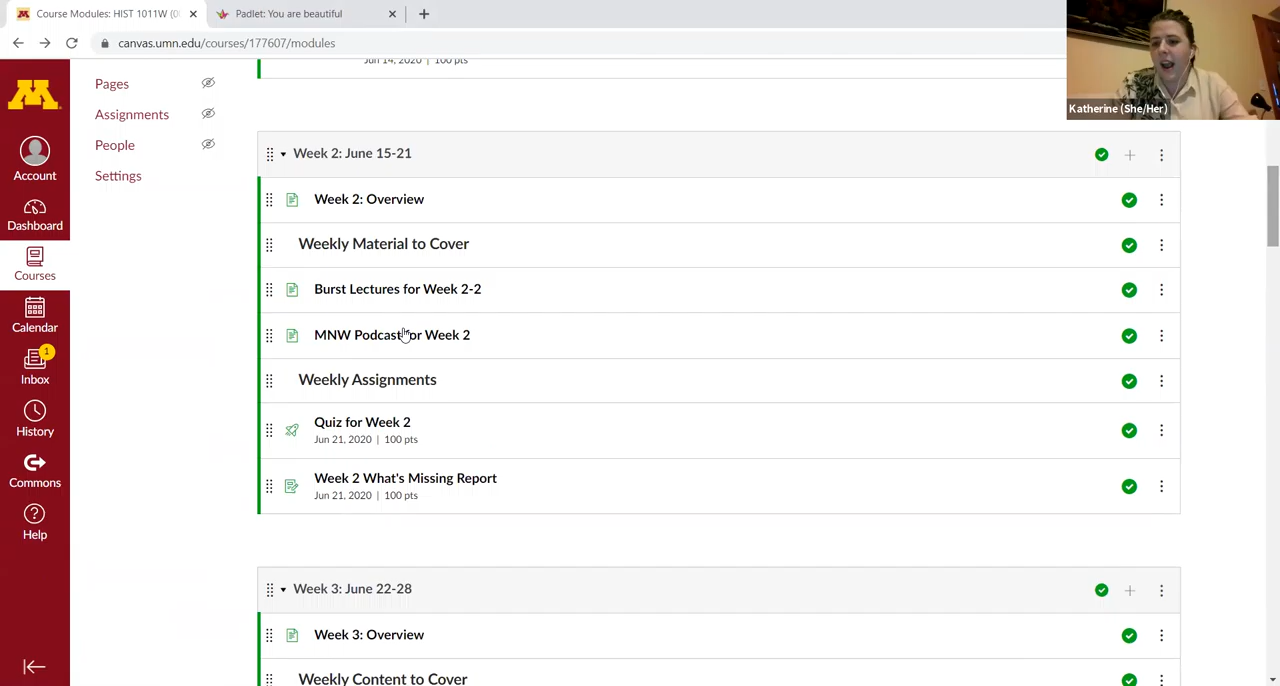 Course Modules: HIST 1011W (0
Padlet: You are beautiful
canvas.umn.edu/courses/177607/modules
Katherine (She/Her)
Jun 14, 2020 | 100 pts
M
Account
Dashboard
Courses
Calendar
1
Inbox
History
Commons
Help
Pages
Assignments
People
Settings
Week 2: June 15-21
Week 2: Overview
Weekly Material to Cover
Burst Lectures for Week 2-2
MNW Podcast for Week 2
Weekly Assignments
Quiz for Week 2
Jun 21, 2020 | 100 pts
Week 2 What's Missing Report
Jun 21, 2020 | 100 pts
Week 3: June 22-28
Week 3: Overview
Weekly Content to Cover